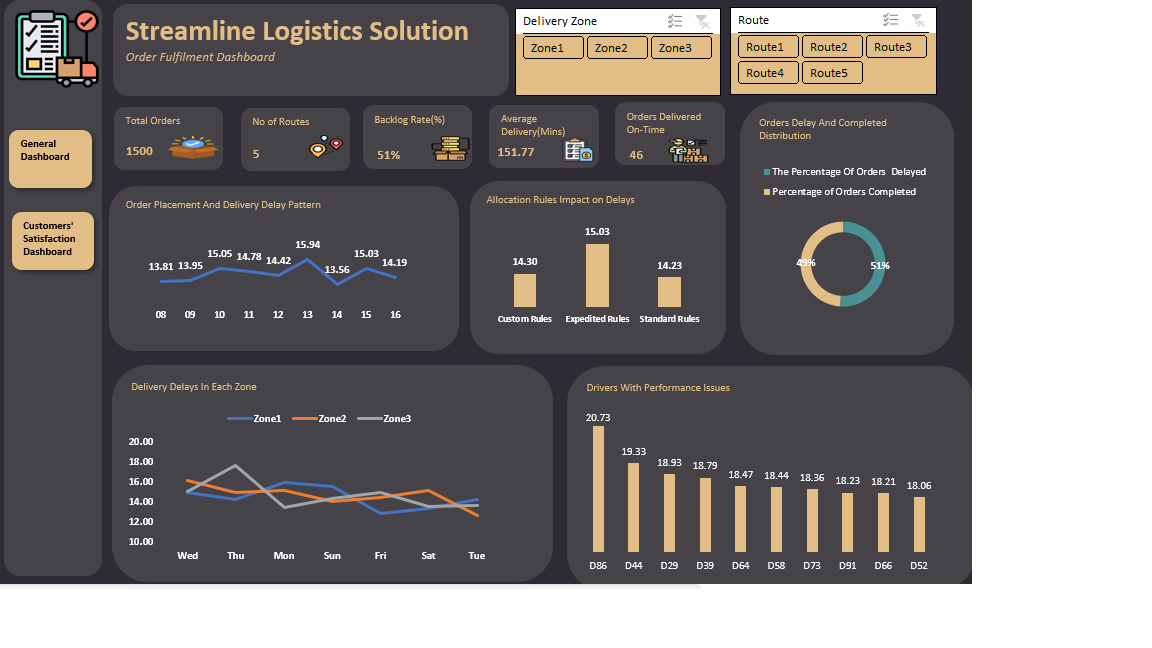 Streamline Logistics Solution
Order Fulfilment Dashboard
Delivery Zone
Zone1 Zone2 Zone3
Route
Route1 Route2 Route3
Route4 Route5
General
Dashboard
Customers'
Satisfaction
Dashboard
Total Orders
1500
No of Routes
5
Backlog Rate(%)
51%
Average
Delivery(Mins)
151.77
Orders Delivered
On-Time
46
Orders Delay And Completed
Distribution
The Percentage Of Orders Delayed
Percentage of Orders Completed
49% 51%
Order Placement And Delivery Delay Pattern
13.81 13.95 15.05 14.78 14.42 15.94 13.56 15.03 14.19
08 09 10 11 12 13 14 15 16
Allocation Rules Impact on Delays
14.30 15.03 14.23
Custom Rules Expedited Rules Standard Rules
Delivery Delays In Each Zone
Zone1 Zone2 Zone3
20.00
18.00
16.00
14.00
12.00
10.00
Wed Thu Mon Sun Fri Sat Tue
Drivers With Performance Issues
20.73 19.33 18.93 18.79 18.47 18.44 18.36 18.23 18.21 18.06
D86 D44 D29 D39 D64 D58 D73 D91 D66 D52